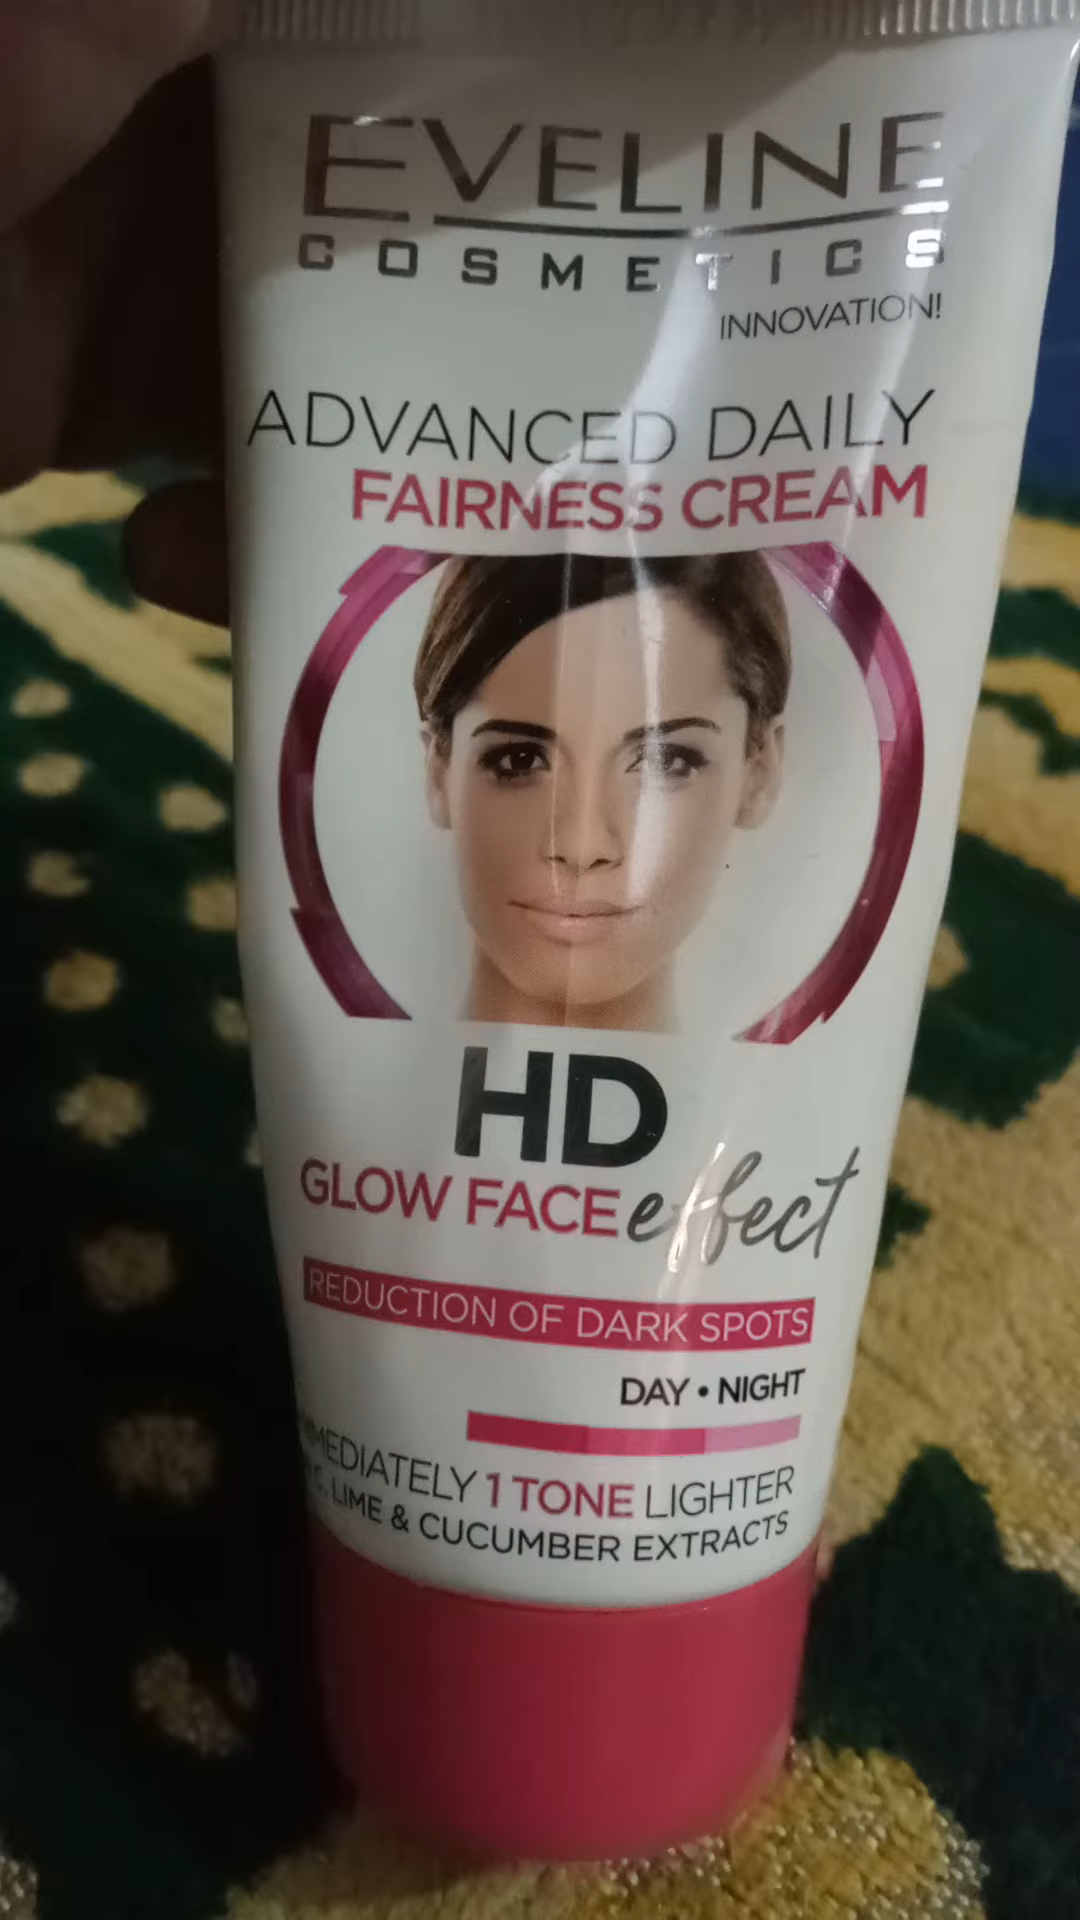 EVELINE
COSMETICS
INNOVATION!
ADVANCED DAILY
FAIRNESS CREAM
HD
GLOW FACE effect
REDUCTION OF DARK SPOTS
DAY • NIGHT
IMMEDIATELY 1 TONE LIGHTER
LIME & CUCUMBER EXTRACTS